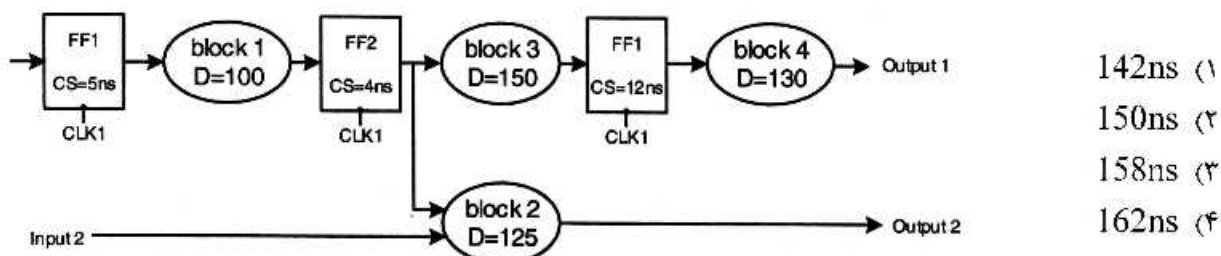 FF1
CS=5ns
CLK1
block 1
D=100
FF2
CS=4ns
CLK1
block 3
D=150
FF1
CS=12ns
CLK1
block 4
D=130
Output 1
Input 2
block 2
D=125
Output 2
142ns (۱
150ns (۲
158ns (۳
162ns (۴